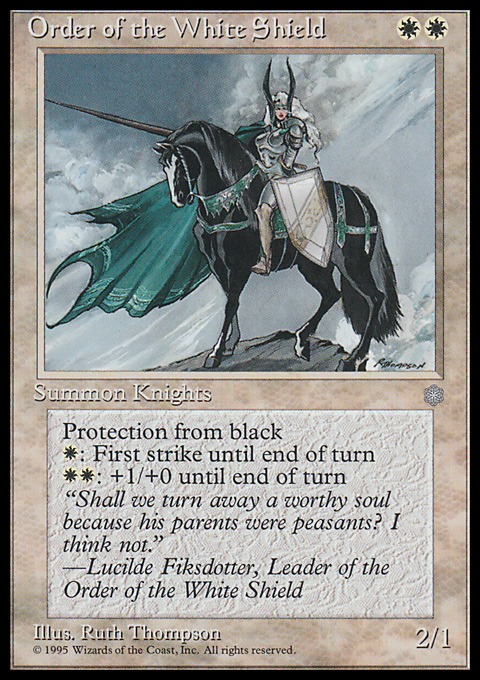 Order of the White Shield
R.THOMPSON
Summon Knights
Protection from black
: First strike until end of turn
: +1/+0 until end of turn
“Shall we turn away a worthy soul
because his parents were peasants? I
think not.”
—Lucilde Fiksdotter, Leader of the
Order of the White Shield
Illus. Ruth Thompson
2/1
© 1995 Wizards of the Coast, Inc. All rights reserved.